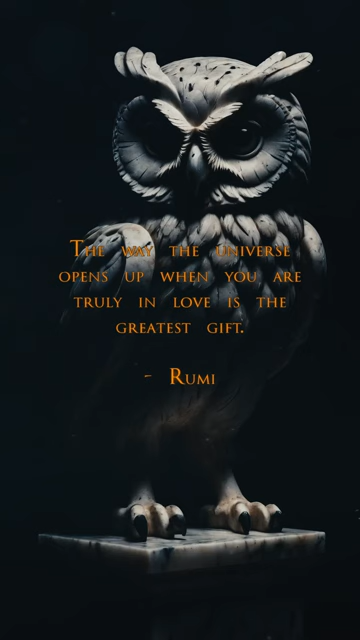 The way the universe
opens up when you are
truly in love is the
greatest gift.
- Rumi